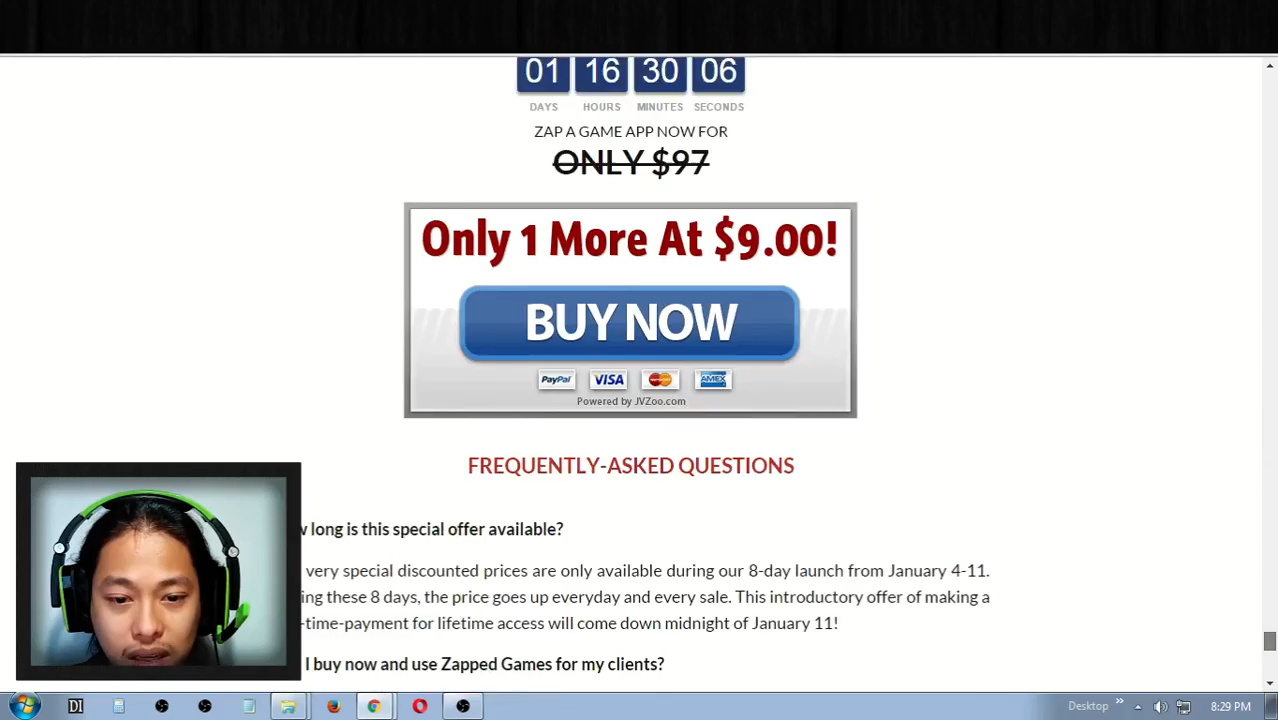 01 16 30 06
DAYS HOURS MINUTES SECONDS
ZAP A GAME APP NOW FOR
ONLY $97
Only 1 More At $9.00!
BUY NOW
PayPal VISA MasterCard AMEX
Powered by JVZoo.com
FREQUENTLY-ASKED QUESTIONS
w long is this special offer available?
very special discounted prices are only available during our 8-day launch from January 4-11.
ing these 8 days, the price goes up everyday and every sale. This introductory offer of making a
-time-payment for lifetime access will come down midnight of January 11!
I buy now and use Zapped Games for my clients?
DI Desktop » 8:29 PM